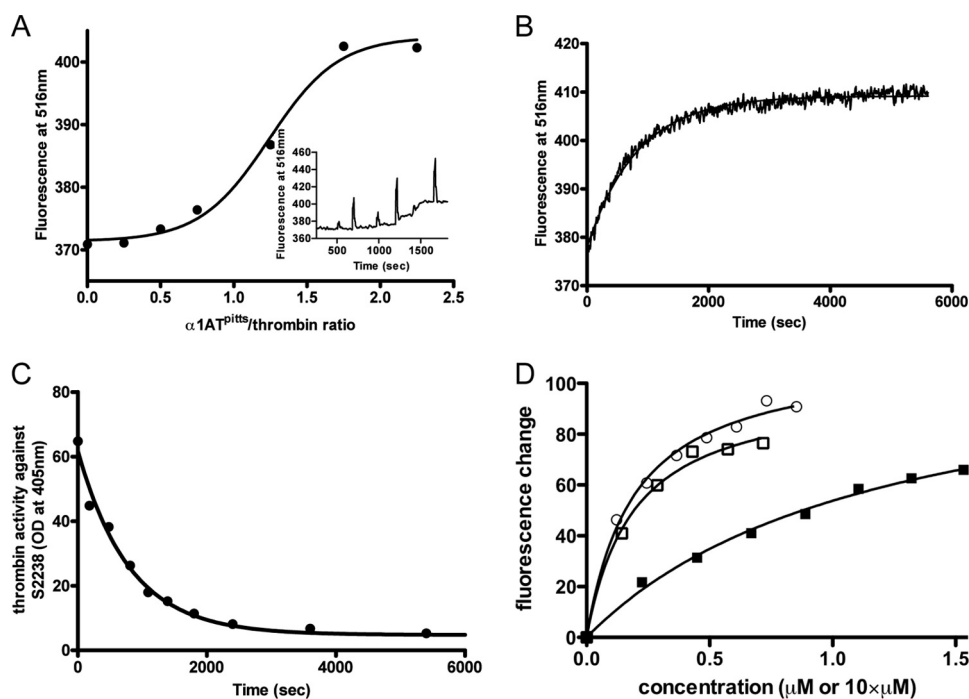 A
Fluorescence at 516nm
400
390
380
370
0.0 0.5 1.0 1.5 2.0 2.5
α1ATpitts/thrombin ratio
Fluorescence at 516nm
460
440
420
400
380
360
500 1000 1500
Time (sec)
B
Fluorescence at 516nm
420
410
400
390
380
370
0 2000 4000 6000
Time (sec)
C
thrombin activity against
S2238 (OD at 405nm)
80
60
40
20
0
0 2000 4000 6000
Time (sec)
D
fluorescence change
100
80
60
40
20
0
0.0 0.5 1.0 1.5
concentration (μM or 10×μM)